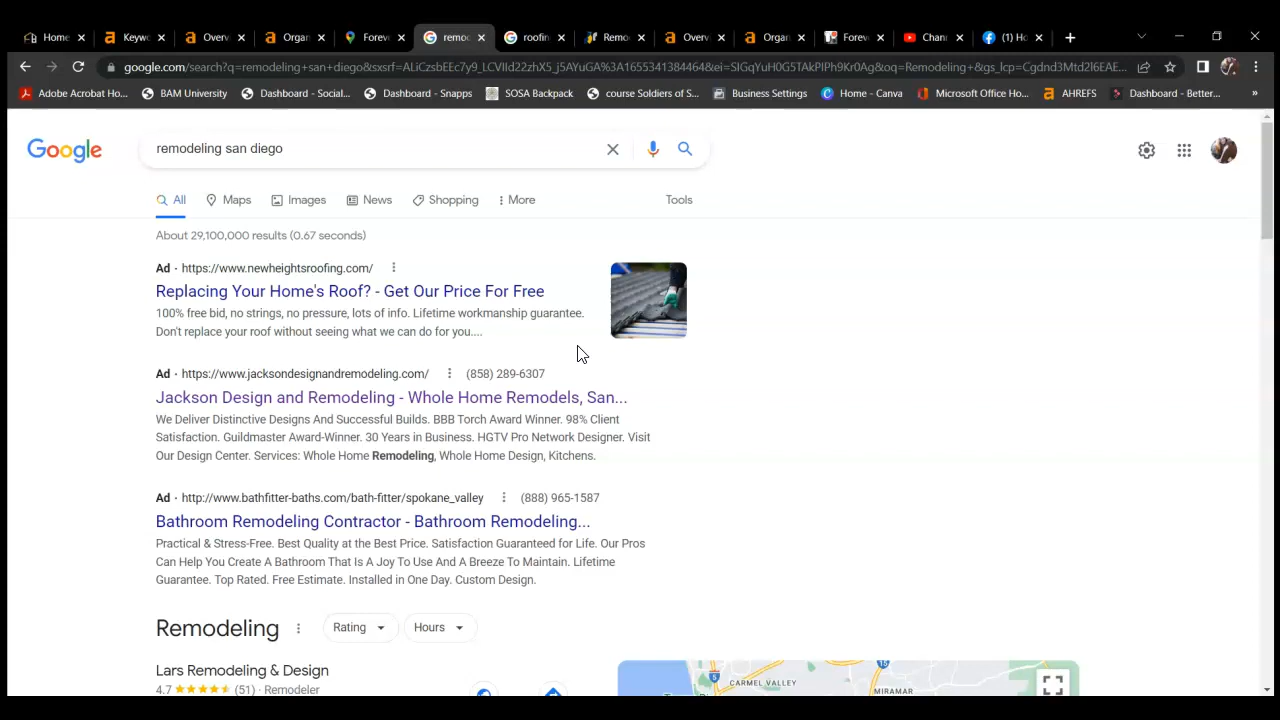 Home
Keywo
Overv
Organ
Forev
remod
roofin
Remo
Overv
Organ
Forev
Chann
(1) Ho
google.com/search?q=remodeling+san+diego&sxsrf=
Adobe Acrobat Ho...
BAM University
Dashboard - Social...
Dashboard - Snapps
SOSA Backpack
course Soldiers of S...
Business Settings
Home - Canva
Microsoft Office Ho...
AHREFS
Dashboard - Better...
»
Google
remodeling san diego
All
Maps
Images
News
Shopping
More
Tools
About 29,100,000 results (0.67 seconds)
Ad · https://www.newheightsroofing.com/
Replacing Your Home's Roof? - Get Our Price For Free
100% free bid, no strings, no pressure, lots of info. Lifetime workmanship guarantee.
Don't replace your roof without seeing what we can do for you....
Ad · https://www.jacksondesignandremodeling.com/ (858) 289-6307
Jackson Design and Remodeling - Whole Home Remodels, San...
We Deliver Distinctive Designs And Successful Builds. BBB Torch Award Winner. 98% Client
Satisfaction. Guildmaster Award-Winner. 30 Years in Business. HGTV Pro Network Designer. Visit
Our Design Center. Services: Whole Home Remodeling, Whole Home Design, Kitchens.
Ad · http://www.bathfitter-baths.com/bath-fitter/spokane_valley (888) 965-1587
Bathroom Remodeling Contractor - Bathroom Remodeling...
Practical & Stress-Free. Best Quality at the Best Price. Satisfaction Guaranteed for Life. Our Pros
Can Help You Create A Bathroom That Is A Joy To Use And A Breeze To Maintain. Lifetime
Guarantee. Top Rated. Free Estimate. Installed in One Day. Custom Design.
Remodeling
Rating
Hours
Lars Remodeling & Design
4.7 (51) · Remodeler
5
15
CARMEL VALLEY
MIRAMAR